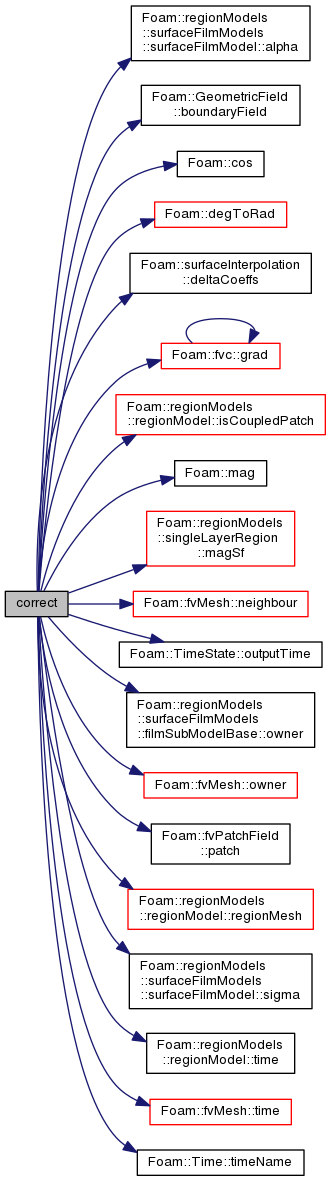 Foam::regionModels
::surfaceFilmModels
::surfaceFilmModel::alpha
Foam::GeometricField
::boundaryField
Foam::cos
Foam::degToRad
Foam::surfaceInterpolation
::deltaCoeffs
Foam::fvc::grad
Foam::regionModels
::regionModel::isCoupledPatch
Foam::mag
Foam::regionModels
::singleLayerRegion
::magSf
correct
Foam::fvMesh::neighbour
Foam::TimeState::outputTime
Foam::regionModels
::surfaceFilmModels
::filmSubModelBase::owner
Foam::fvMesh::owner
Foam::fvPatchField
::patch
Foam::regionModels
::regionModel::regionMesh
Foam::regionModels
::surfaceFilmModels
::surfaceFilmModel::sigma
Foam::regionModels
::regionModel::time
Foam::fvMesh::time
Foam::Time::timeName